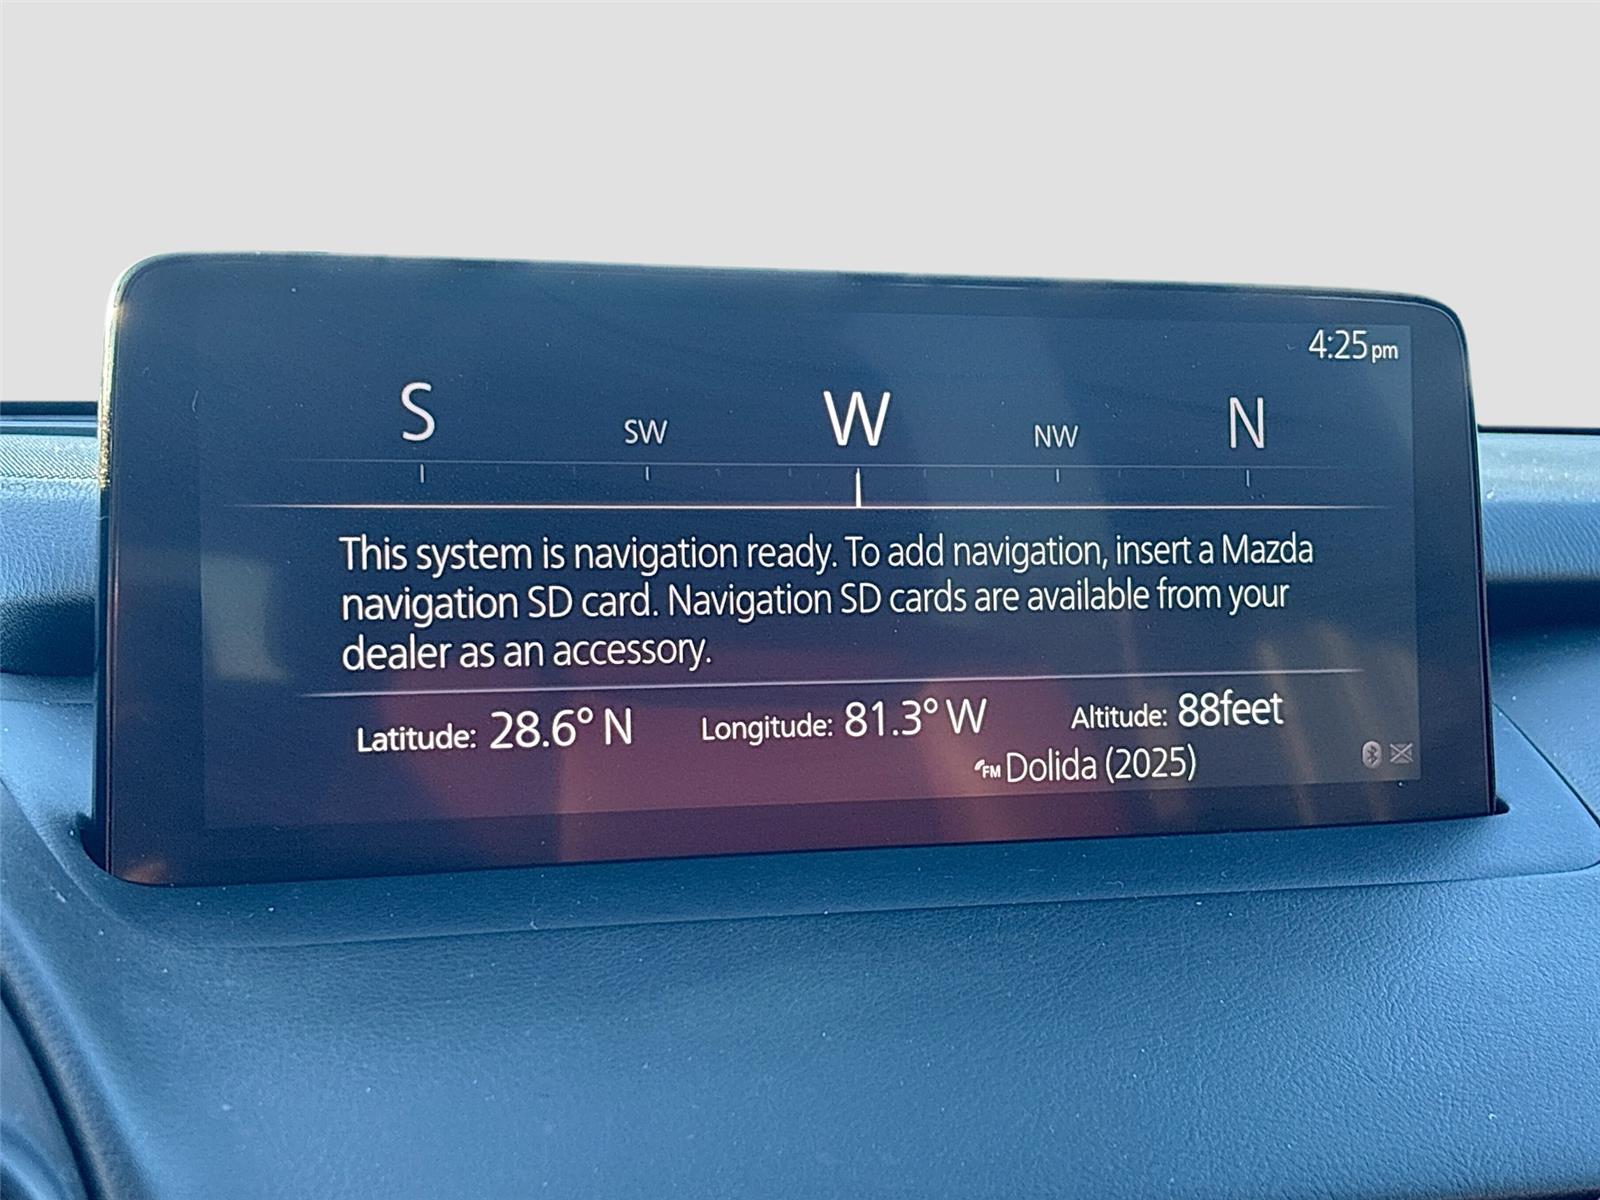 4:25pm
S SW W NW N
This system is navigation ready. To add navigation, insert a Mazda
navigation SD card. Navigation SD cards are available from your
dealer as an accessory.
Latitude: 28.6° N Longitude: 81.3° W Altitude: 88feet
FM Dolida (2025)